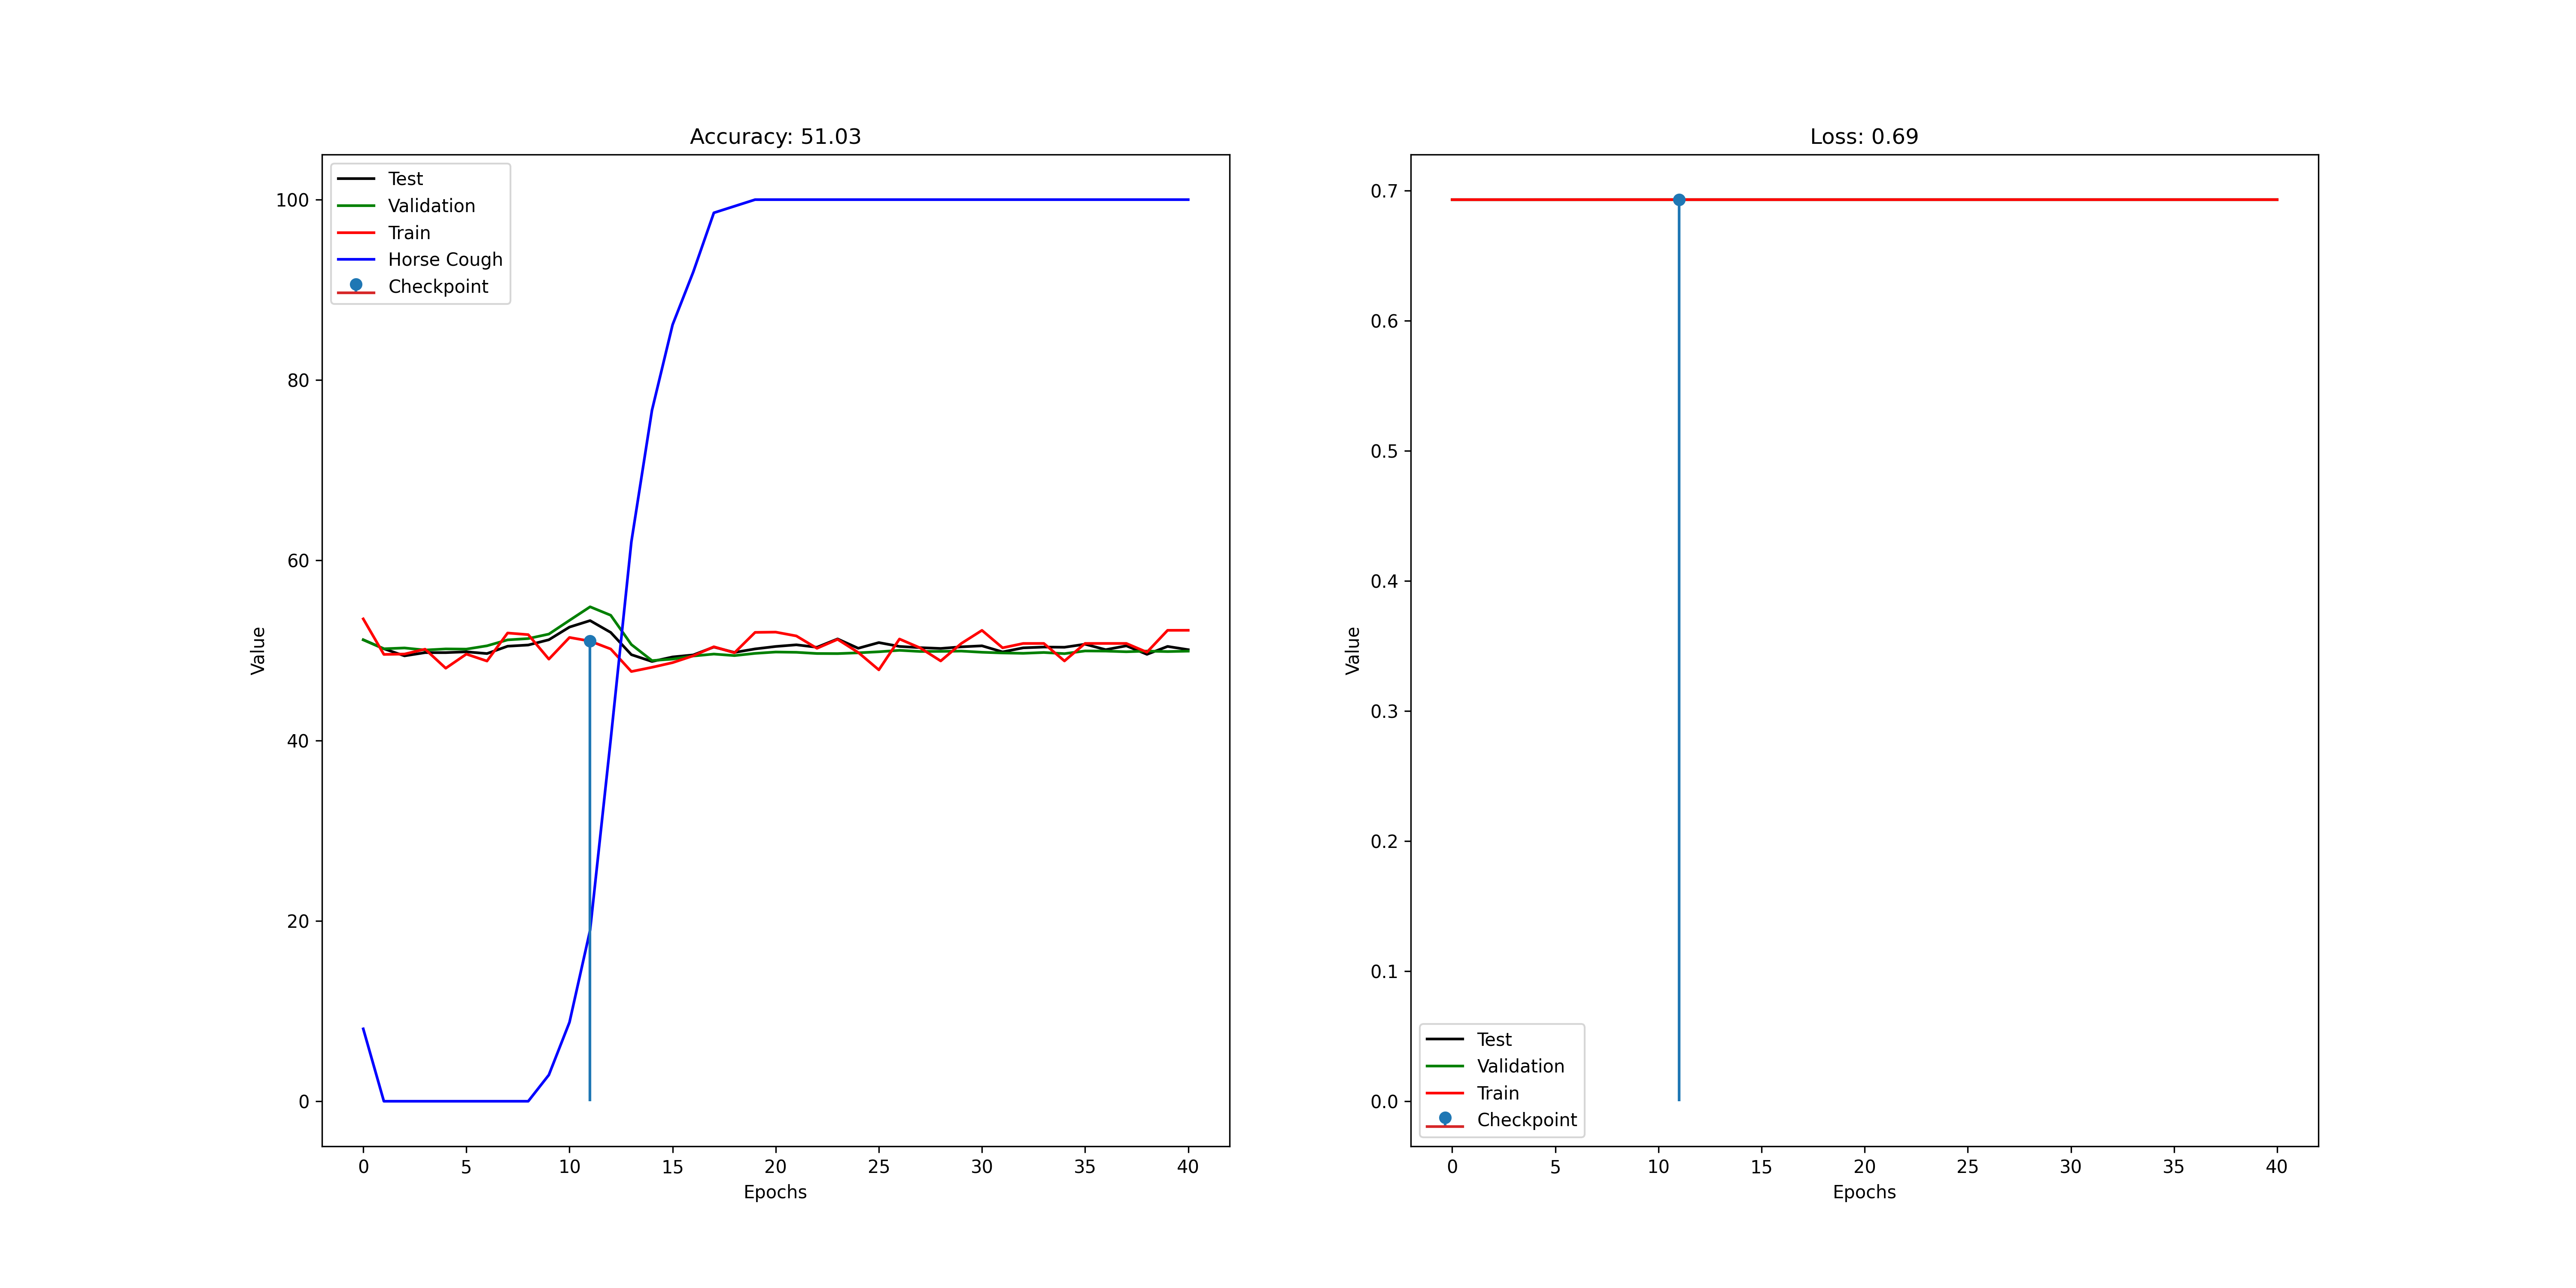 Accuracy: 51.03
Test
Validation
Train
Horse Cough
Checkpoint
100
80
60
40
20
0
Value
0 5 10 15 20 25 30 35 40
Epochs
Loss: 0.69
0.7
0.6
0.5
0.4
0.3
0.2
0.1
0.0
Value
Test
Validation
Train
Checkpoint
0 5 10 15 20 25 30 35 40
Epochs